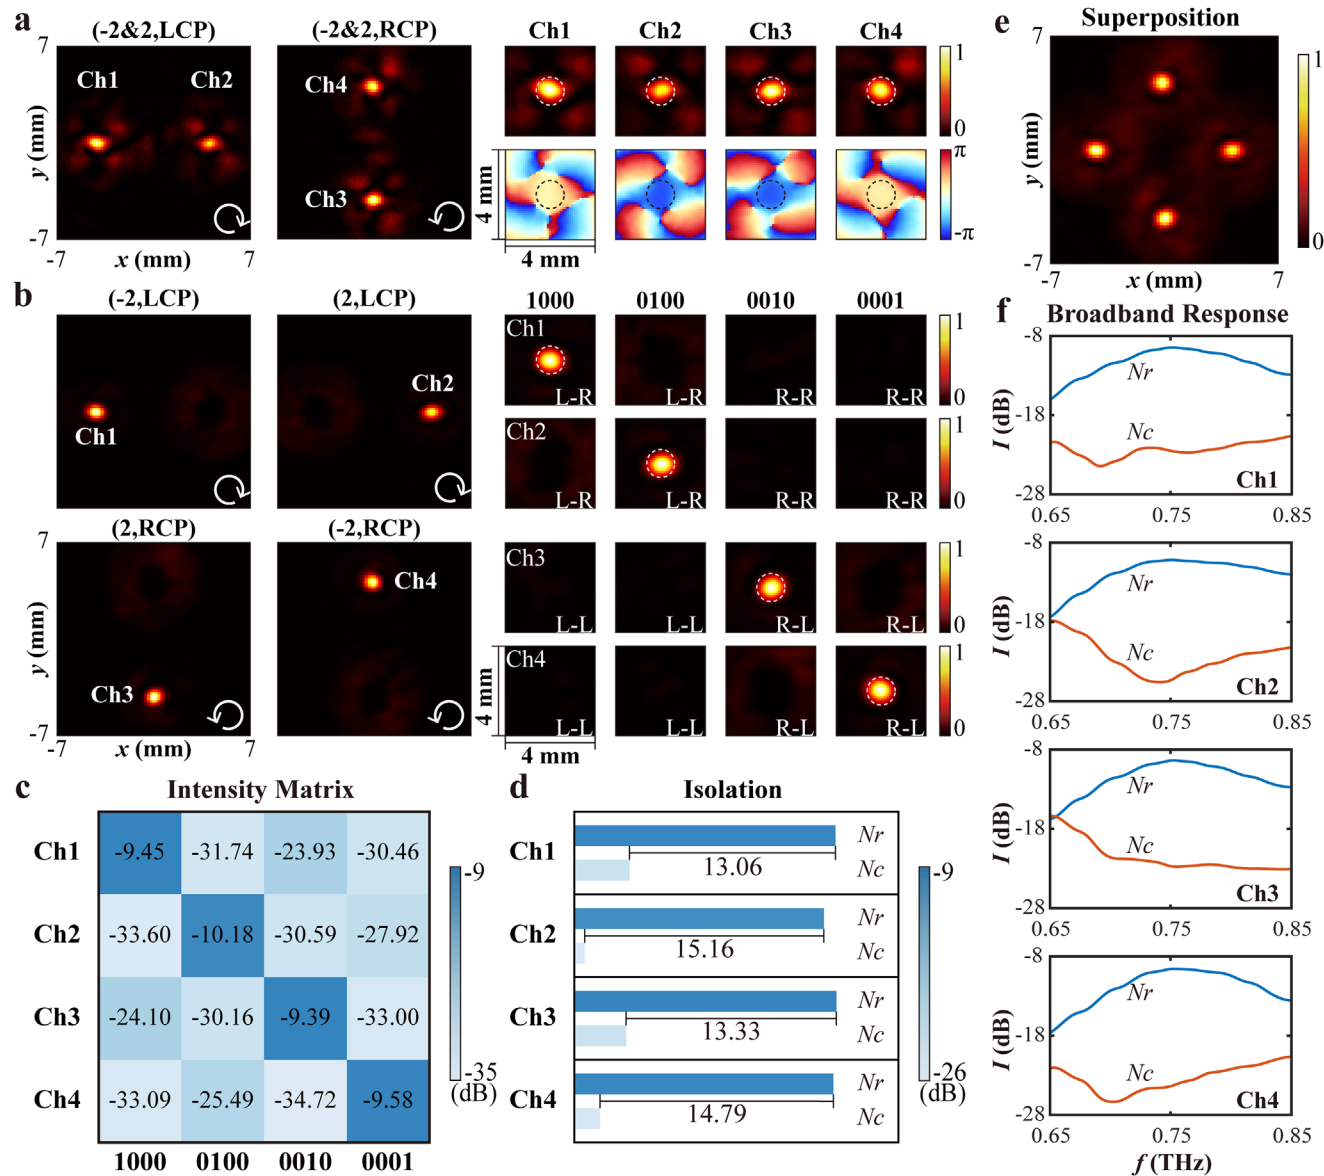 a
(-2&2,LCP)
(-2&2,RCP)
Ch1
Ch2
Ch3
Ch4
7
y (mm)
-7
-7
x (mm)
7
Ch1
Ch2
Ch4
Ch3
1
0
π
-π
4 mm
4 mm
b
(-2,LCP)
(2,LCP)
1000
0100
0010
0001
Ch1
Ch2
Ch1
L-R
L-R
R-R
R-R
1
0
Ch2
L-R
L-R
R-R
R-R
1
0
(2,RCP)
(-2,RCP)
7
y (mm)
-7
-7
x (mm)
7
Ch3
Ch4
Ch3
L-L
L-L
R-L
R-L
1
0
Ch4
L-L
L-L
R-L
R-L
1
0
4 mm
4 mm
c
Intensity Matrix
Ch1
-9.45
-31.74
-23.93
-30.46
Ch2
-33.60
-10.18
-30.59
-27.92
Ch3
-24.10
-30.16
-9.39
-33.00
Ch4
-33.09
-25.49
-34.72
-9.58
1000
0100
0010
0001
-9
-35
(dB)
d
Isolation
Ch1
Nr
Nc
13.06
Ch2
Nr
Nc
15.16
Ch3
Nr
Nc
13.33
Ch4
Nr
Nc
14.79
-9
-26
(dB)
e
Superposition
7
y (mm)
-7
-7
x (mm)
7
1
0
f
Broadband Response
-8
-18
-28
I (dB)
Nr
Nc
Ch1
0.65
0.75
0.85
-8
-18
-28
I (dB)
Nr
Nc
Ch2
0.65
0.75
0.85
-8
-18
-28
I (dB)
Nr
Nc
Ch3
0.65
0.75
0.85
-8
-18
-28
I (dB)
Nr
Nc
Ch4
0.65
0.75
0.85
f (THz)